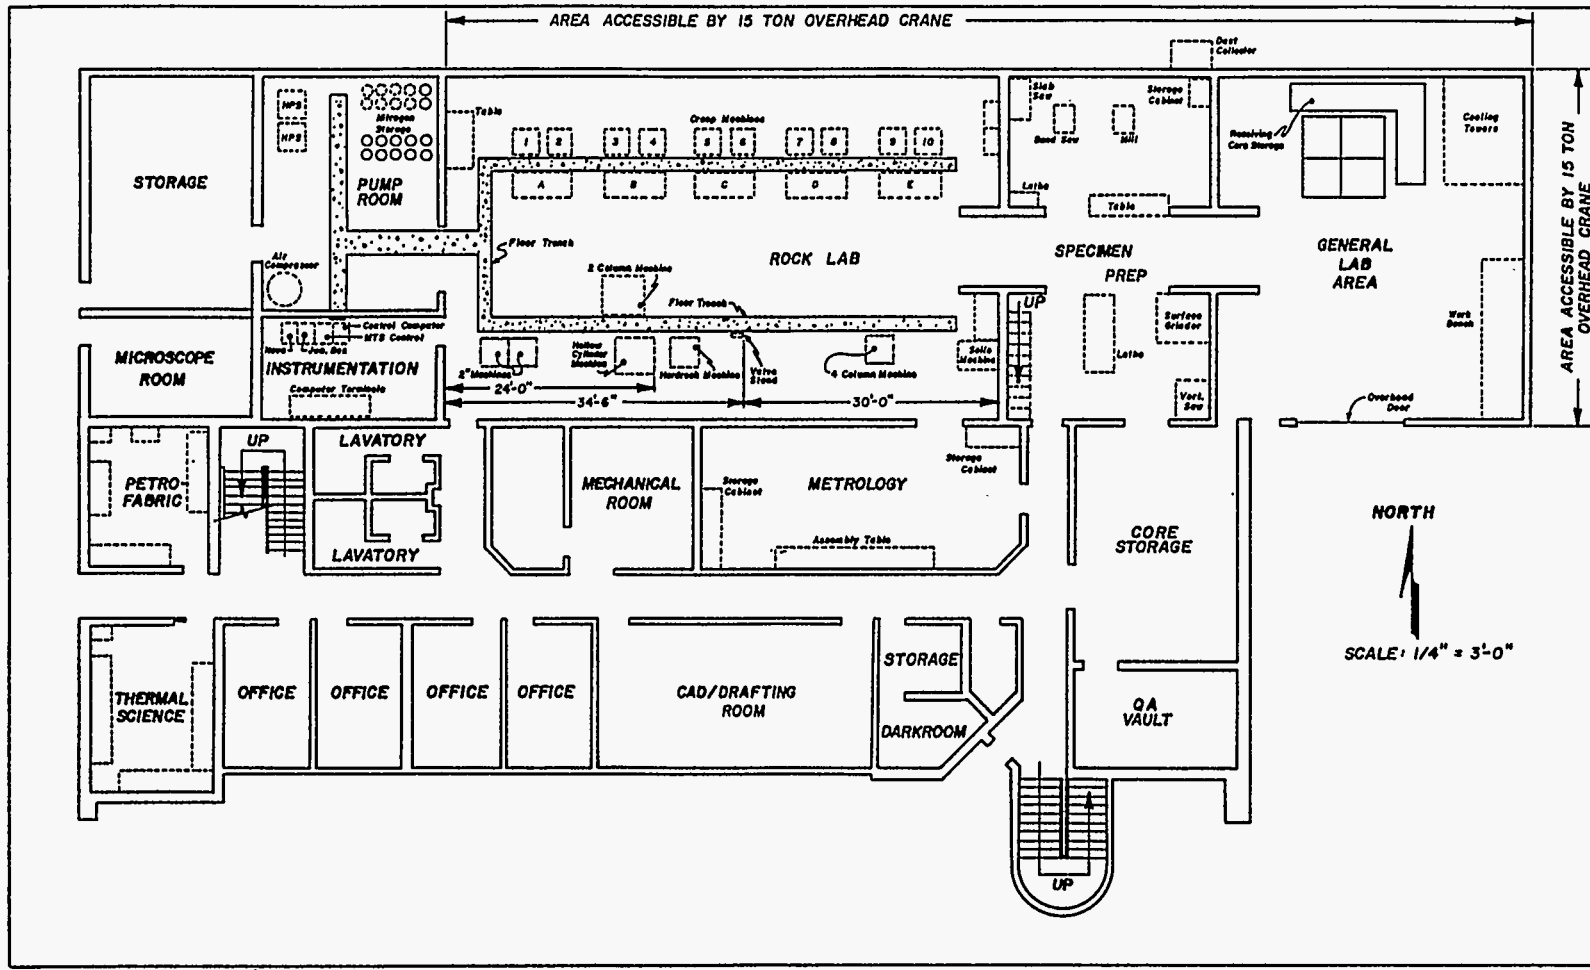 AREA ACCESSIBLE BY 15 TON OVERHEAD CRANE
Dust
Collector
HPS
HPS
Nitrogen
Storage
Table
Creep Machines
1 2 3 4 5 6 7 8 9 10
A B C D E
Slab
Saw
Band Saw
Mill
Storage
Cabinet
Receiving
Core Storage
Cooling
Towers
STORAGE
PUMP
ROOM
Lathe
Table
Air
Compressor
Floor Trench
2 Column Machine
ROCK LAB
SPECIMEN
PREP
GENERAL
LAB
AREA
AREA ACCESSIBLE BY 15 TON
OVERHEAD CRANE
Floor Trench
UP
Surface
Grinder
Work
Bench
Control Computer
MTS Control
Nova
Jun. Box
MICROSCOPE
ROOM
INSTRUMENTATION
Computer Terminals
2" Machines
Hollow
Cylinder
Machine
Hardrock Machine
Valve
Stand
4 Column Machine
Salis Machine
Lathe
Vert.
Saw
Overhead
Door
24'-0"
34'-6"
30'-0"
UP
LAVATORY
PETRO-
FABRIC
LAVATORY
MECHANICAL
ROOM
Storage
Cabinet
METROLOGY
Storage
Cabinet
Assembly Table
CORE
STORAGE
NORTH
SCALE: 1/4" = 3'-0"
THERMAL
SCIENCE
OFFICE
OFFICE
OFFICE
OFFICE
CAD/DRAFTING
ROOM
STORAGE
DARKROOM
QA
VAULT
UP